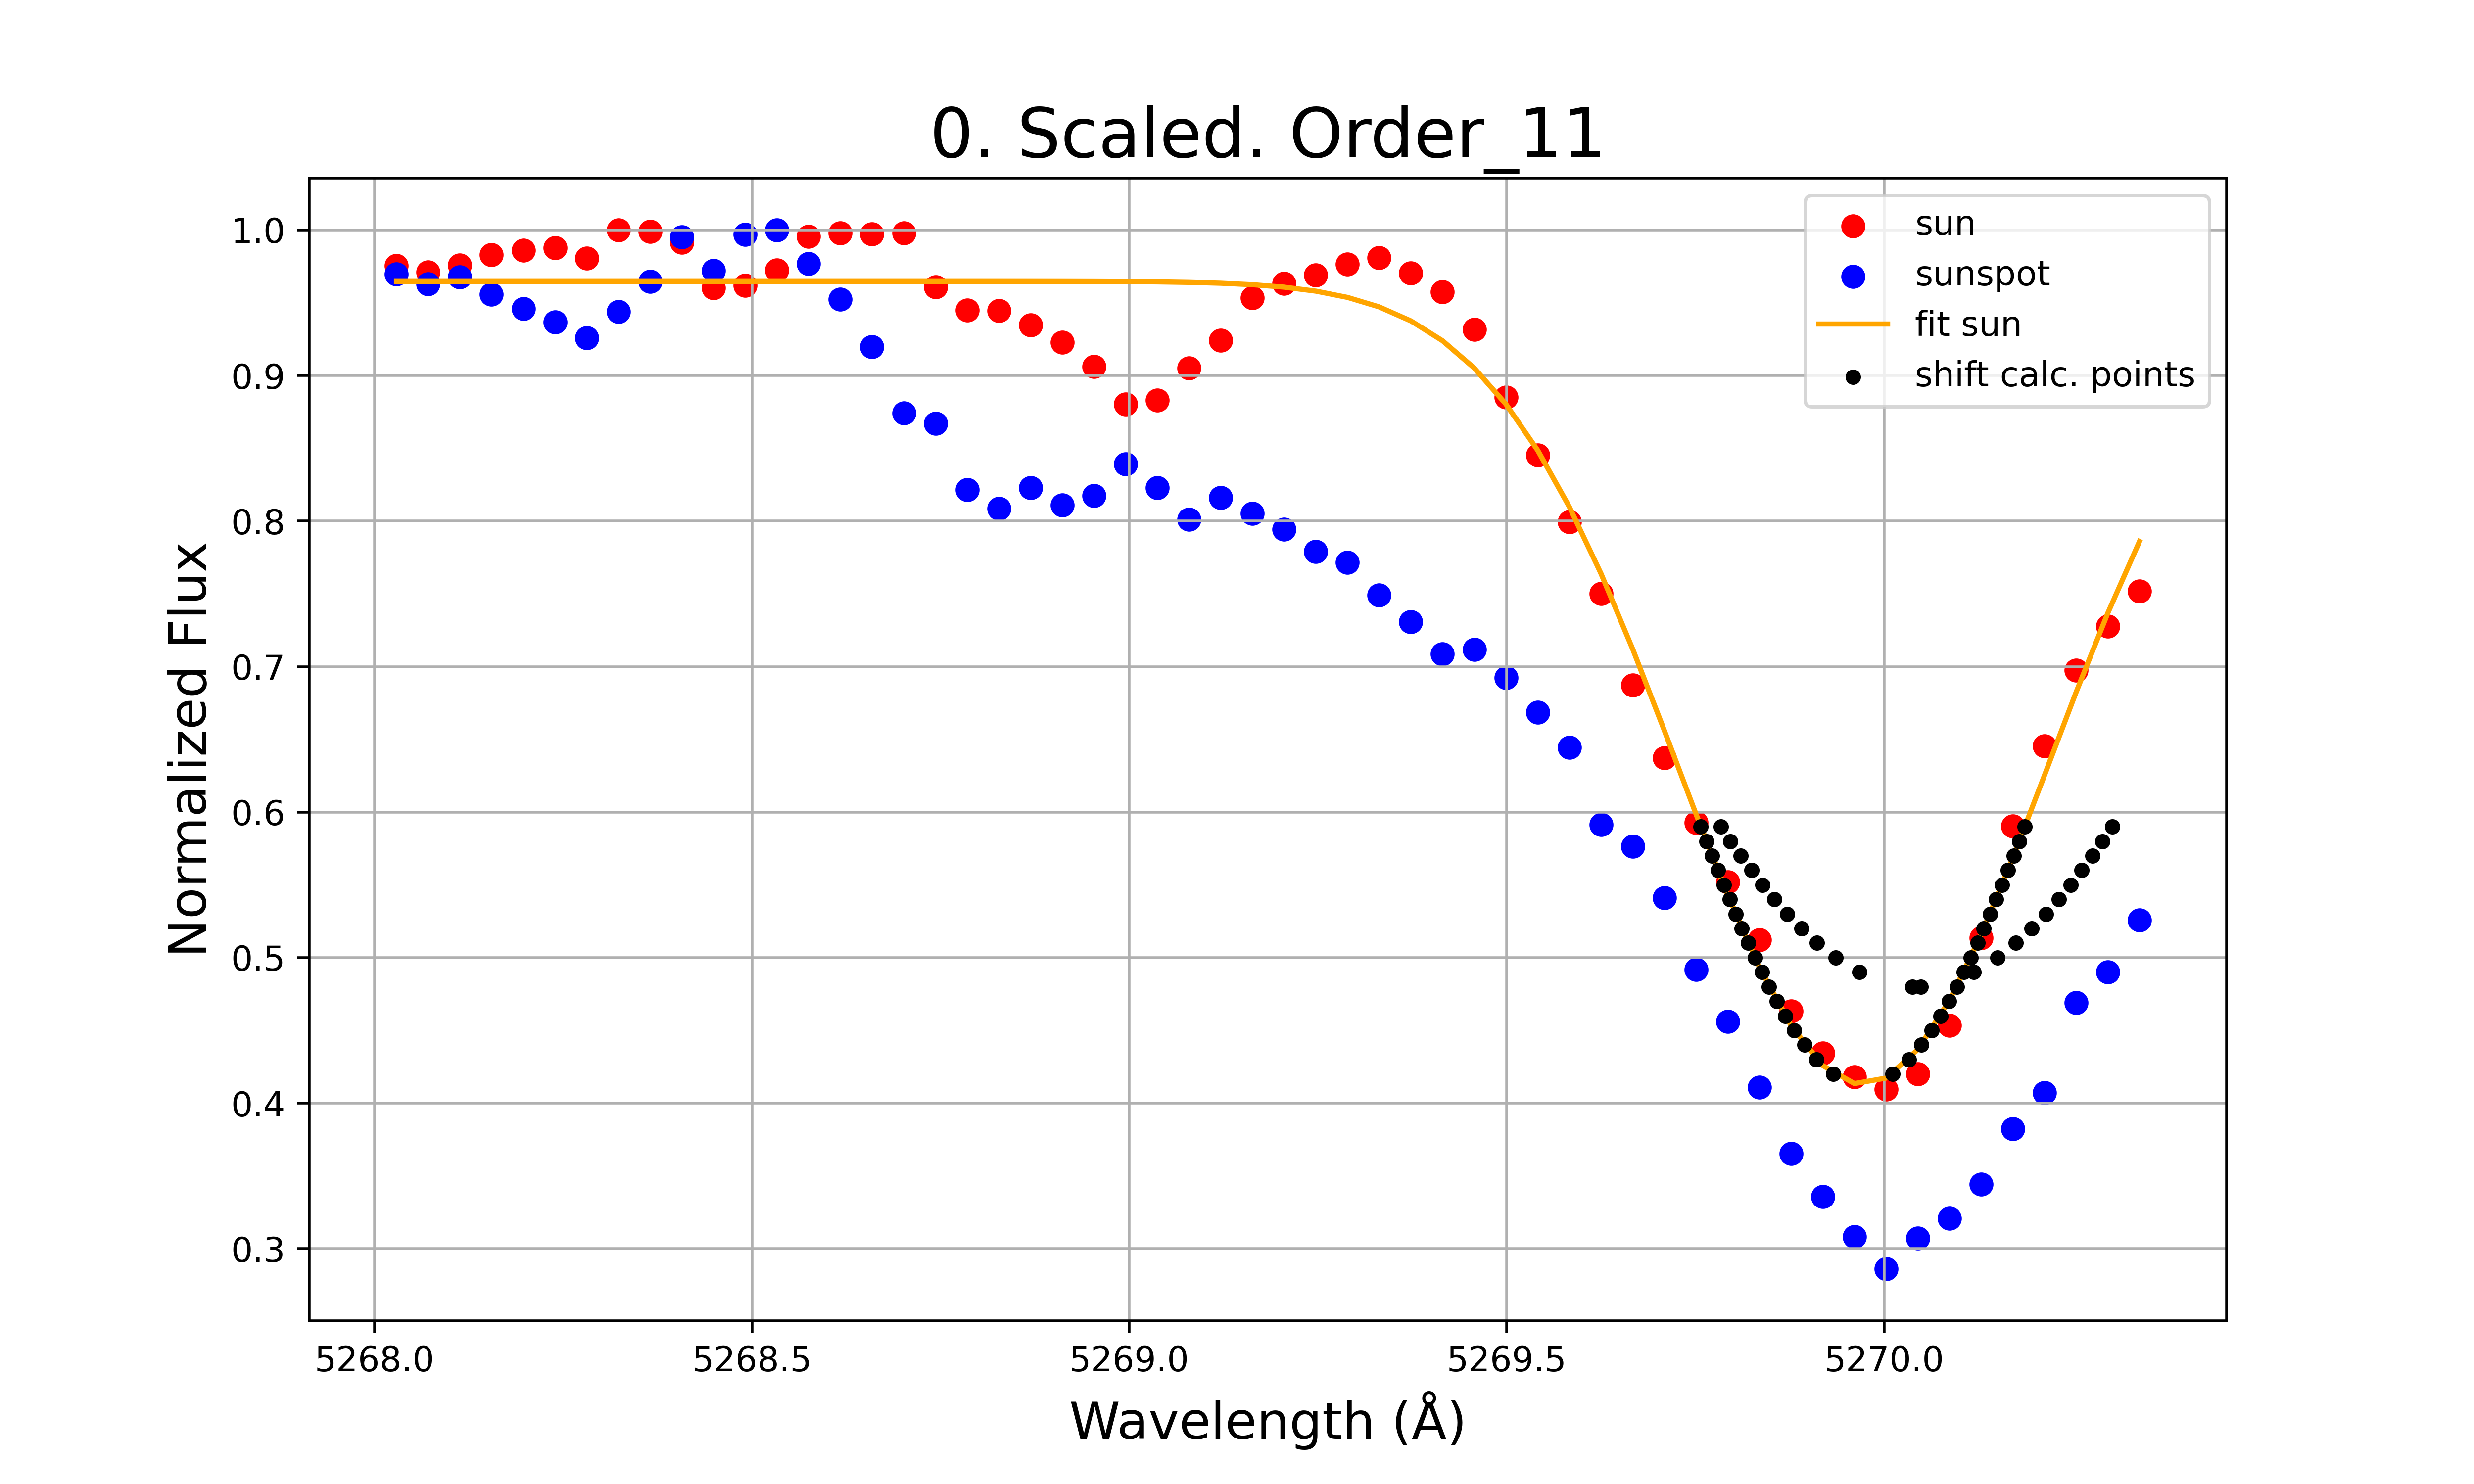 0. Scaled. Order_11
sun
sunspot
fit sun
shift calc. points
Normalized Flux
1.0
0.9
0.8
0.7
0.6
0.5
0.4
0.3
5268.0 5268.5 5269.0 5269.5 5270.0
Wavelength (Å)